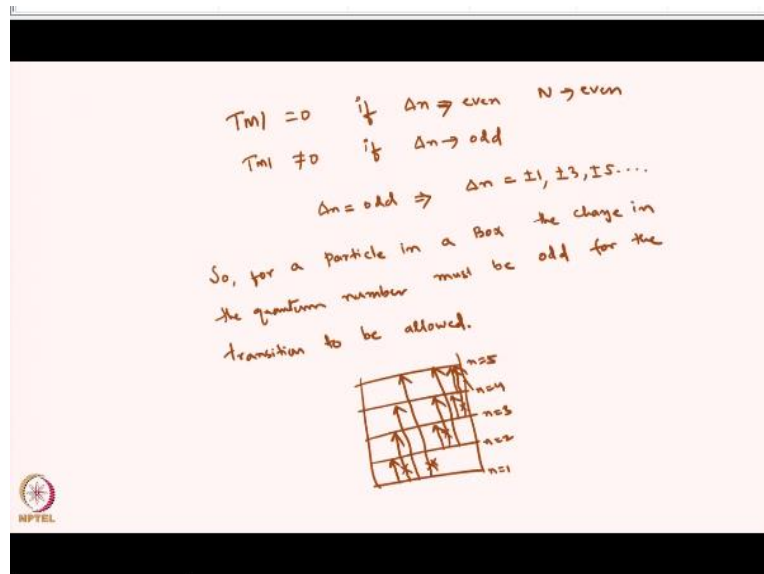 TMI = 0 if Δn ⇒ even N → even
TMI ≠ 0 if Δn → odd
Δn = odd ⇒ Δn = ±1, ±3, ±5....
So, for a particle in a Box the change in
the quantum number must be odd for the
transition to be allowed.
n=5
n=4
n=3
n=2
n=1
NPTEL